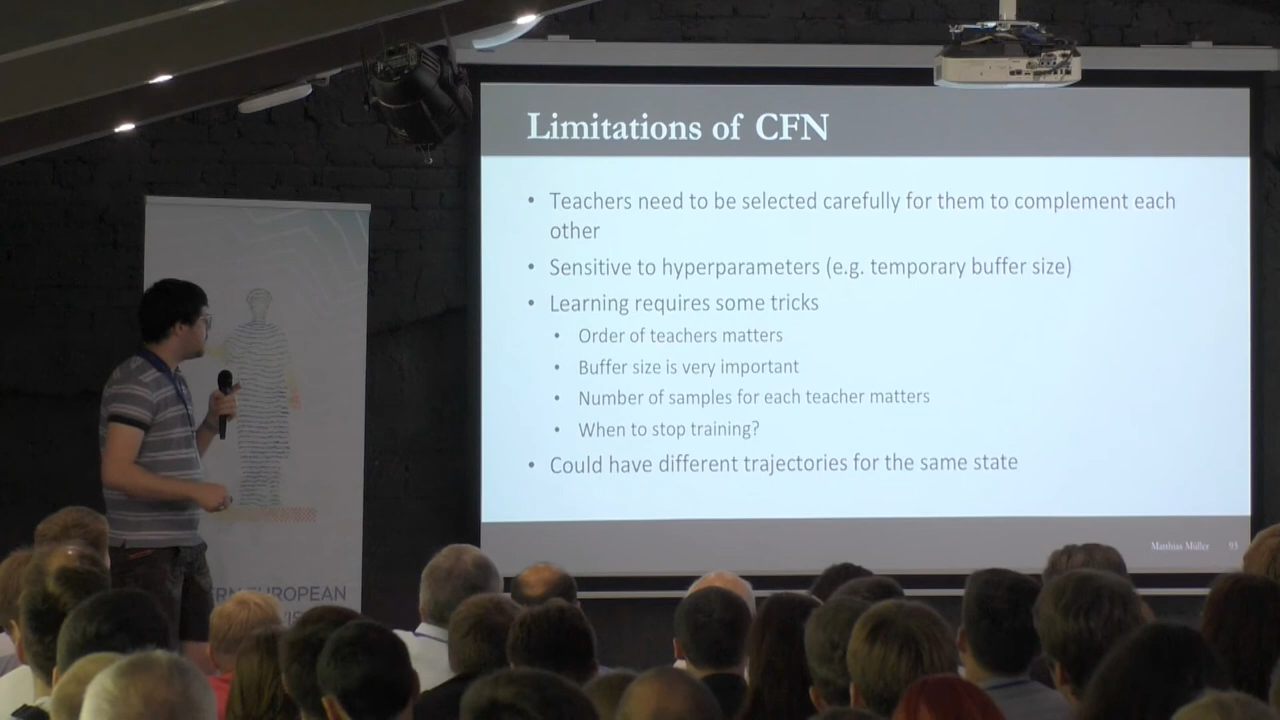 Limitations of CFN
• Teachers need to be selected carefully for them to complement each
other
• Sensitive to hyperparameters (e.g. temporary buffer size)
• Learning requires some tricks
• Order of teachers matters
• Buffer size is very important
• Number of samples for each teacher matters
• When to stop training?
• Could have different trajectories for the same state
Matthias Müller 95
EUROPEAN